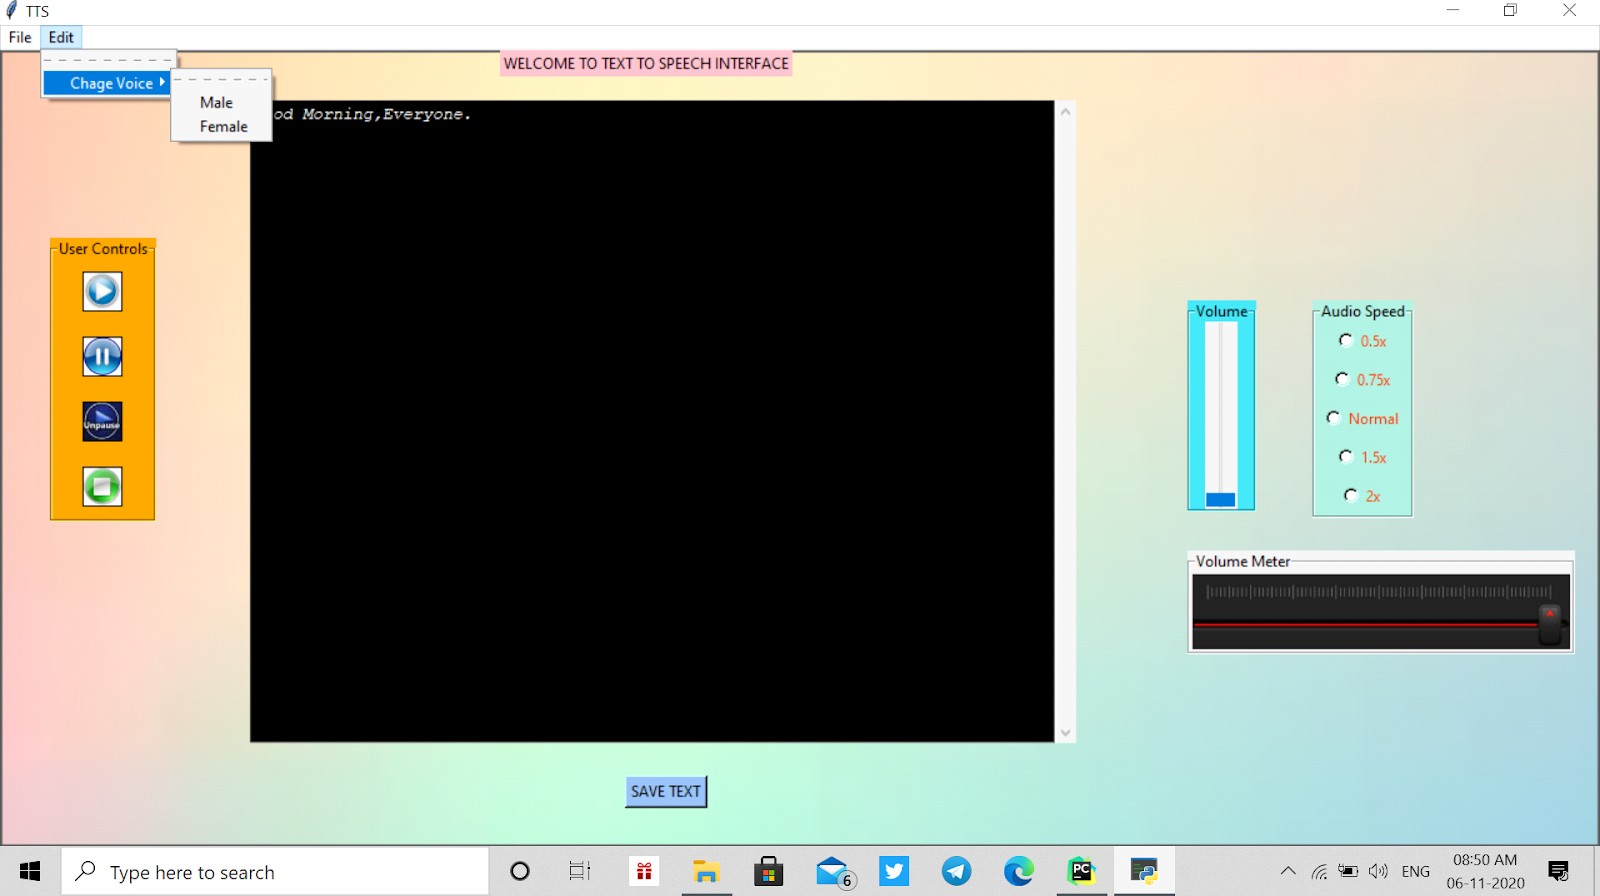 TTS
File Edit
WELCOME TO TEXT TO SPEECH INTERFACE
Chage Voice
Male
Female
od Morning,Everyone.
User Controls
Unpause
Volume
Audio Speed
0.5x
0.75x
Normal
1.5x
2x
Volume Meter
SAVE TEXT
Type here to search
6
PC
ENG
08:50 AM
06-11-2020